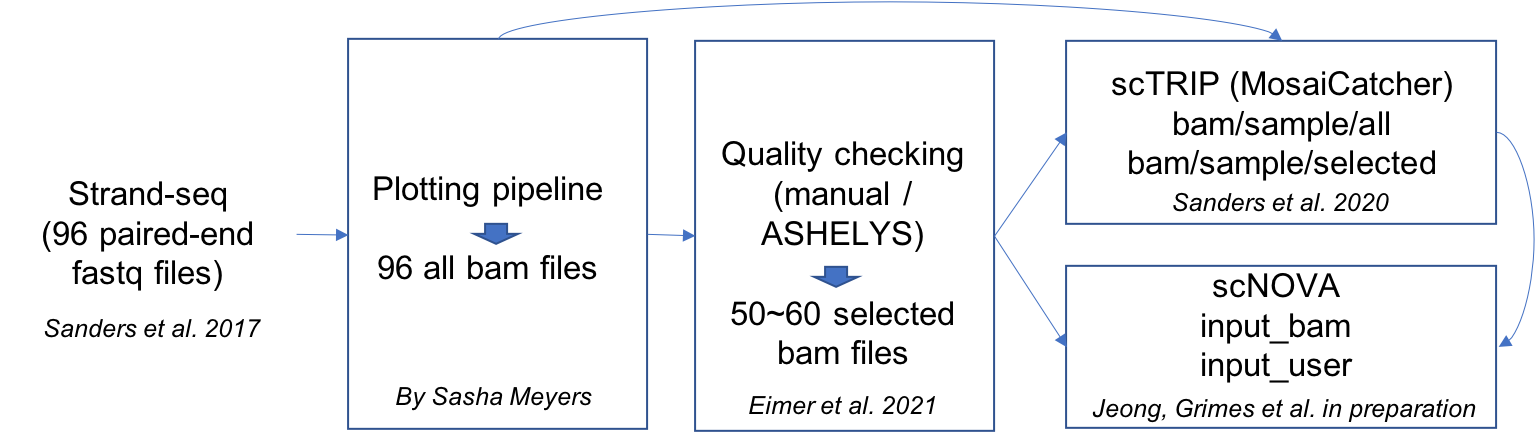 Strand-seq
(96 paired-end
fastq files)
Sanders et al. 2017
Plotting pipeline
96 all bam files
By Sasha Meyers
Quality checking
(manual /
ASHELYS)
50~60 selected
bam files
Eimer et al. 2021
scTRIP (MosaiCatcher)
bam/sample/all
bam/sample/selected
Sanders et al. 2020
scNOVA
input_bam
input_user
Jeong, Grimes et al. in preparation